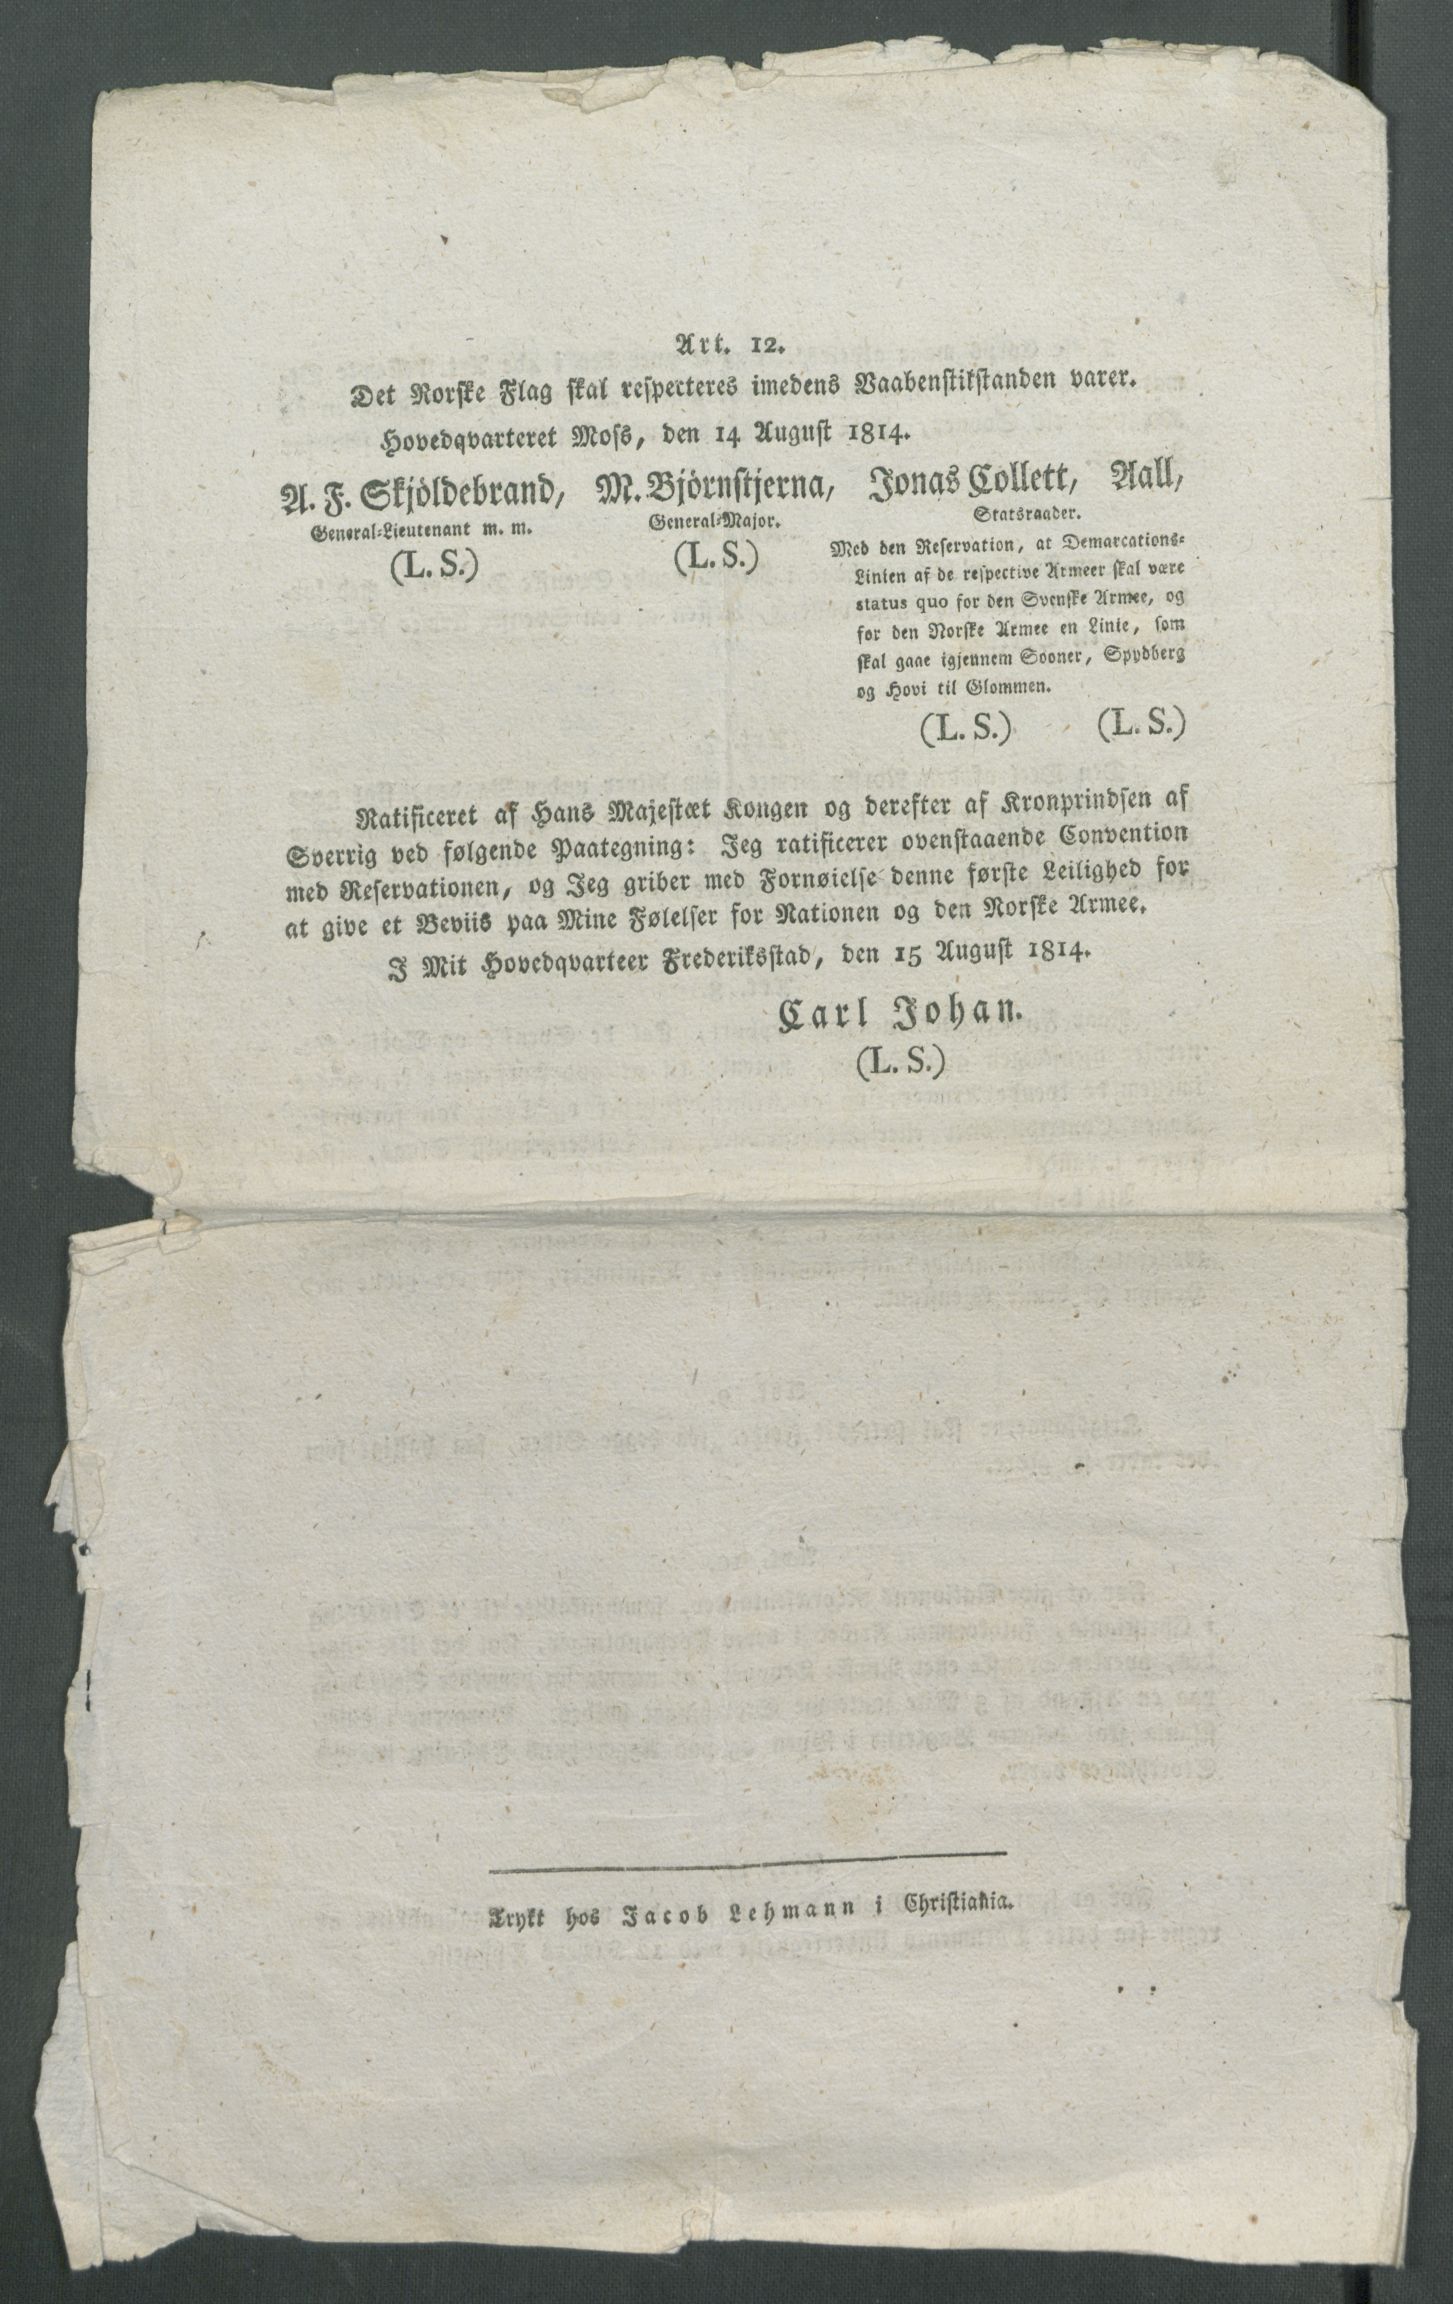 Art. 12.
Det Norske Flag skal respecteres imedens Vaabenstikstanden varer.
Hovedqvarteret Moss, den 14 August 1814.
A. F. Skjöldebrand, M. Björnstjerna, Jonas Collett, Aall,
General-Lieutenant m. m. General-Major. Statsraader.
(L. S.) (L. S.)
Med den Reservation, at Demarcations-
Linien af de respective Armeer skal være
status quo for den Svenske Armee, og
for den Norske Armee en Linie, som
skal gaae igjennem Sooner, Spydberg
og Hovi til Glommen.
(L. S.) (L. S.)
Ratificeret af Hans Majestæt Kongen og derefter af Kronprindsen af
Sverrig ved følgende Paategning: Jeg ratificerer ovenstaaende Convention
med Reservationen, og Jeg griber med Fornøielse denne første Leilighed for
at give et Beviis paa Mine Følelser for Nationen og den Norske Armee.
I Mit Hovedqvarteer Frederiksstad, den 15 August 1814.
Carl Johan.
(L. S.)
Trykt hos Jacob Lehmann i Christiania.